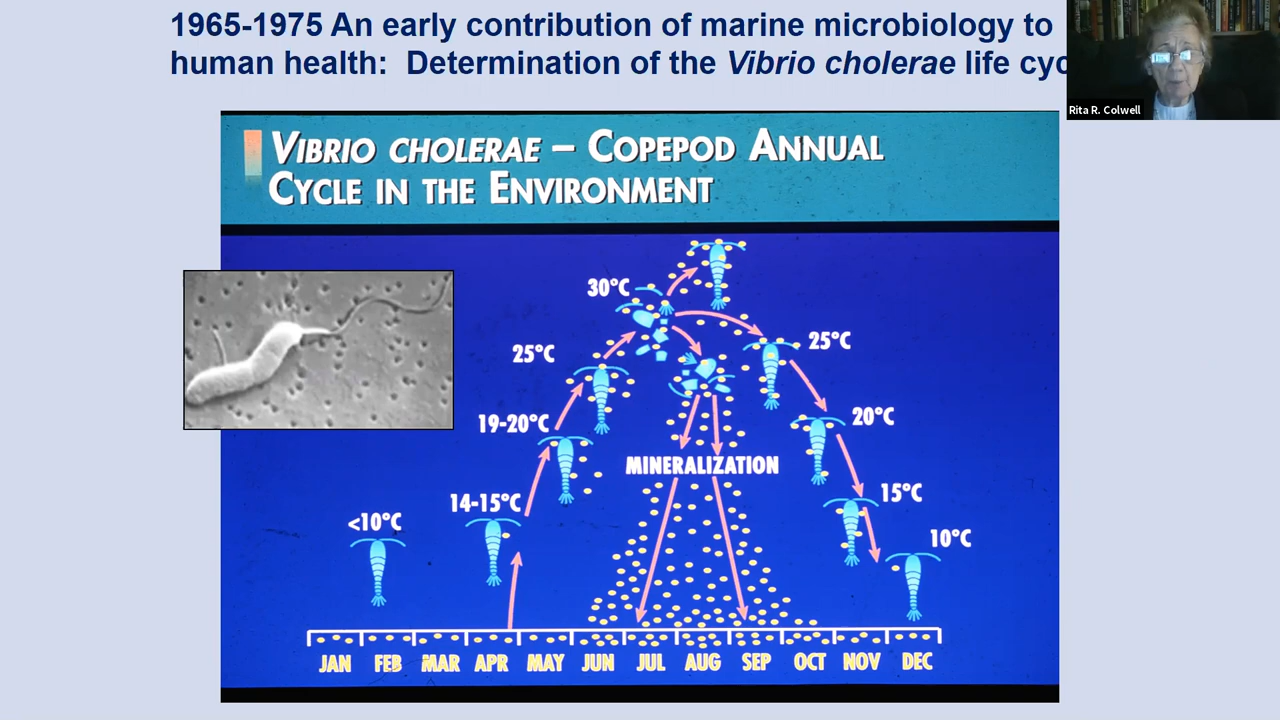 1965-1975 An early contribution of marine microbiology to
human health: Determination of the Vibrio cholerae life cyc
Rita R. Colwell
VIBRIO CHOLERAE – COPEPOD ANNUAL
CYCLE IN THE ENVIRONMENT
30°C
25°C
25°C
19-20°C
20°C
MINERALIZATION
14-15°C
15°C
<10°C
10°C
JAN FEB MAR APR MAY JUN JUL AUG SEP OCT NOV DEC